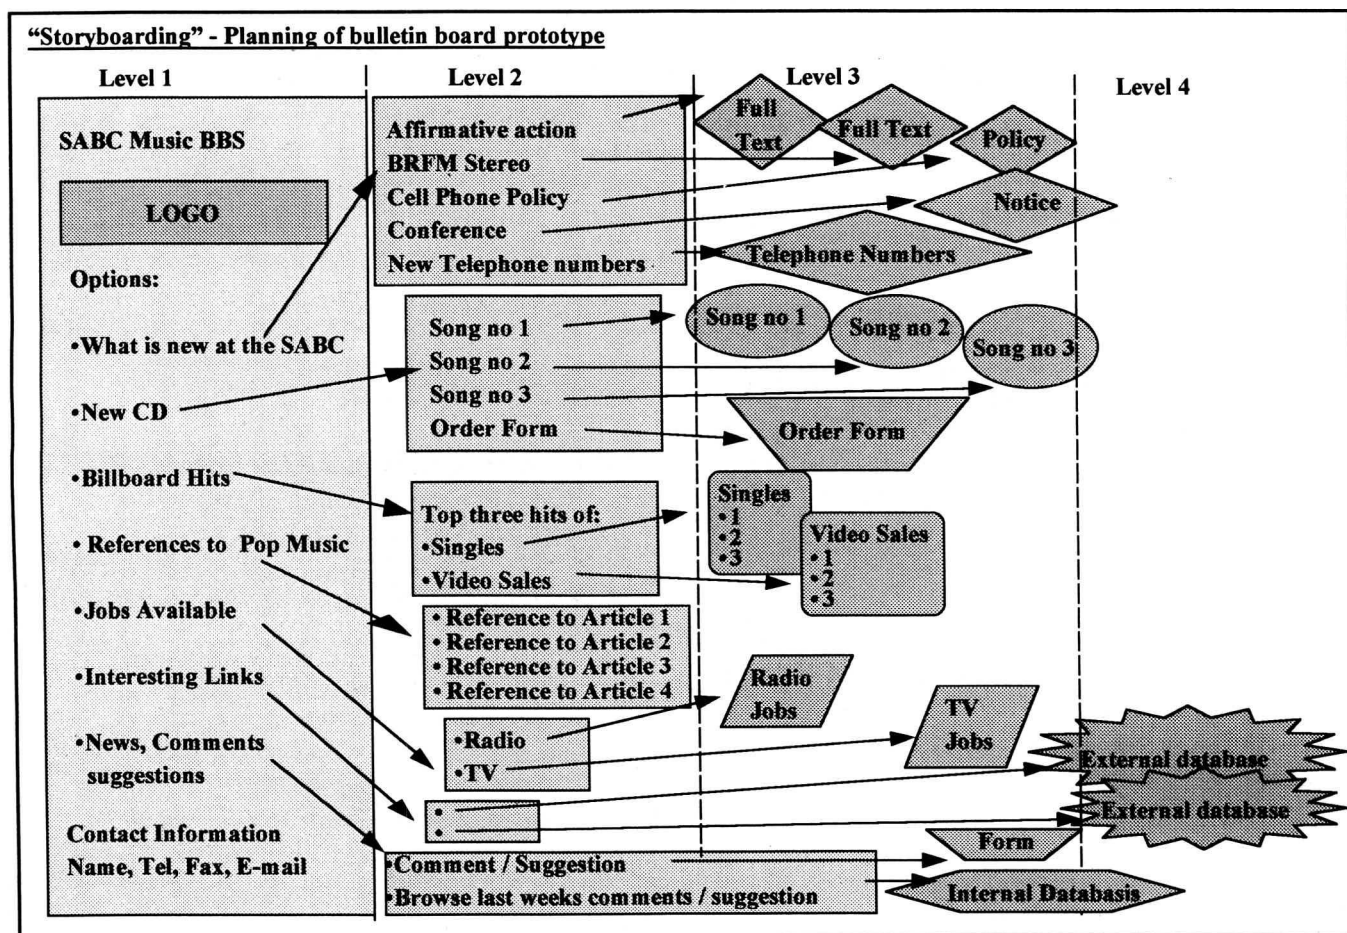 “Storyboarding” - Planning of bulletin board prototype
Level 1
Level 2
Level 3
Level 4
SABC Music BBS
LOGO
Options:
•What is new at the SABC
•New CD
•Billboard Hits
• References to Pop Music
•Jobs Available
•Interesting Links
•News, Comments
suggestions
Contact Information
Name, Tel, Fax, E-mail
Affirmative action
BRFM Stereo
Cell Phone Policy
Conference
New Telephone numbers
Song no 1
Song no 2
Song no 3
Order Form
Top three hits of:
•Singles
•Video Sales
• Reference to Article 1
• Reference to Article 2
• Reference to Article 3
• Reference to Article 4
•Radio
•TV
•
•
•Comment / Suggestion
•Browse last weeks comments / suggestion
Full
Text
Full Text
Policy
Notice
Telephone Numbers
Song no 1
Song no 2
Song no 3
Order Form
Singles
•1
•2
•3
Video Sales
•1
•2
•3
Radio
Jobs
TV
Jobs
External database
External database
Form
Internal Databasis